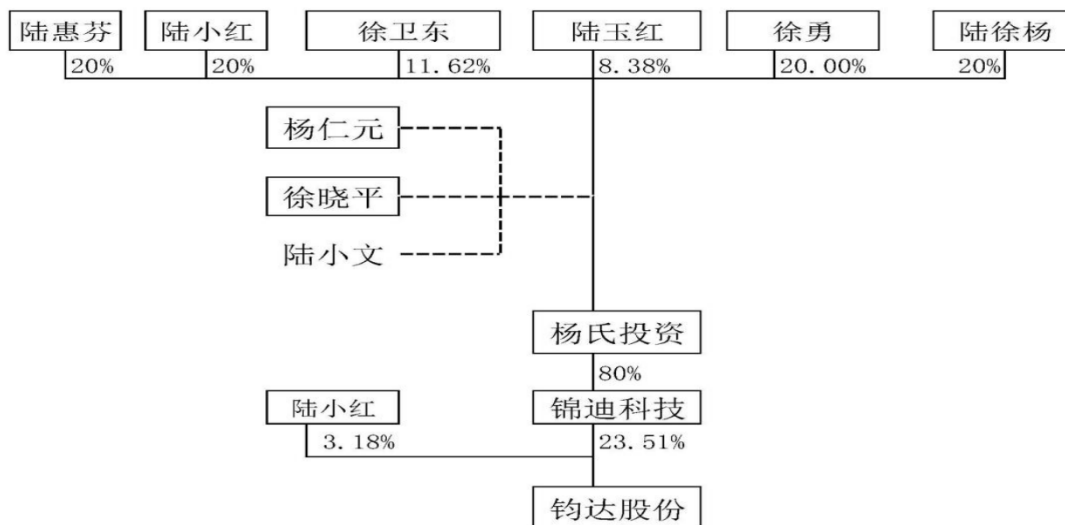 陆惠芬 陆小红 徐卫东 陆玉红 徐勇 陆徐杨
20% 20% 11.62% 8.38% 20.00% 20%
杨仁元
徐晓平
陆小文
杨氏投资
80%
陆小红 锦迪科技
3.18% 23.51%
钧达股份